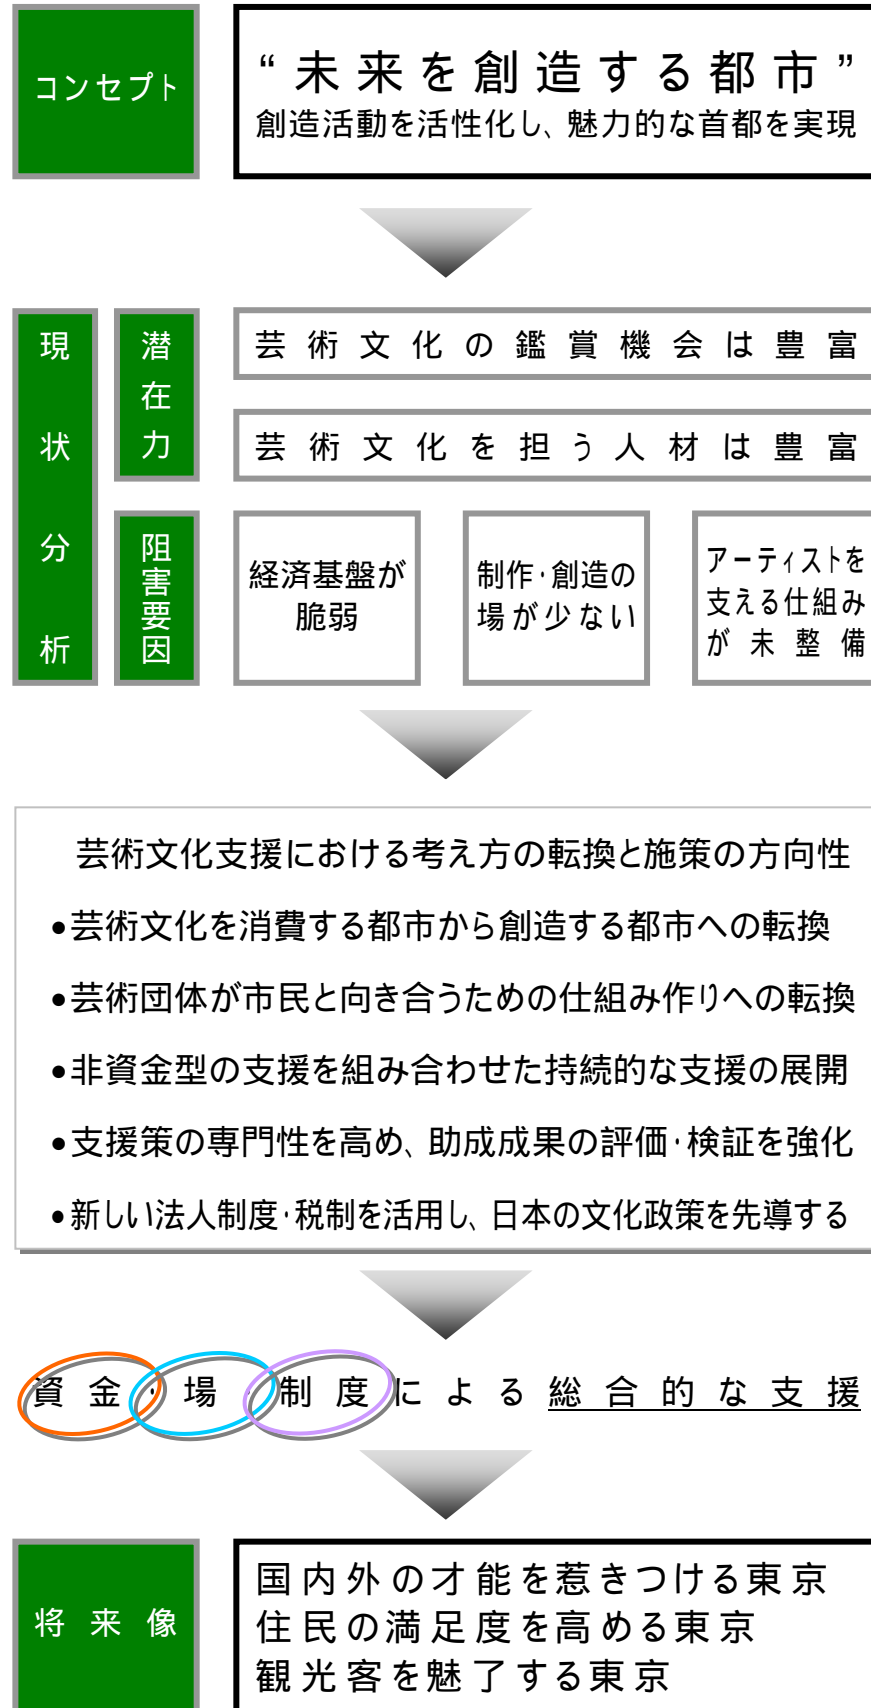 コンセプト
“未来を創造する都市”
創造活動を活性化し、魅力的な首都を実現
現状分析
潜在力
芸術文化の鑑賞機会は豊富
芸術文化を担う人材は豊富
阻害要因
経済基盤が
脆弱
制作・創造の
場が少ない
アーティストを
支える仕組み
が未整備
芸術文化支援における考え方の転換と施策の方向性
•芸術文化を消費する都市から創造する都市への転換
•芸術団体が市民と向き合うための仕組み作りへの転換
•非資金型の支援を組み合わせた持続的な支援の展開
•支援策の専門性を高め、助成成果の評価・検証を強化
•新しい法人制度・税制を活用し、日本の文化政策を先導する
資金・場・制度による総合的な支援
将来像
国内外の才能を惹きつける東京
住民の満足度を高める東京
観光客を魅了する東京